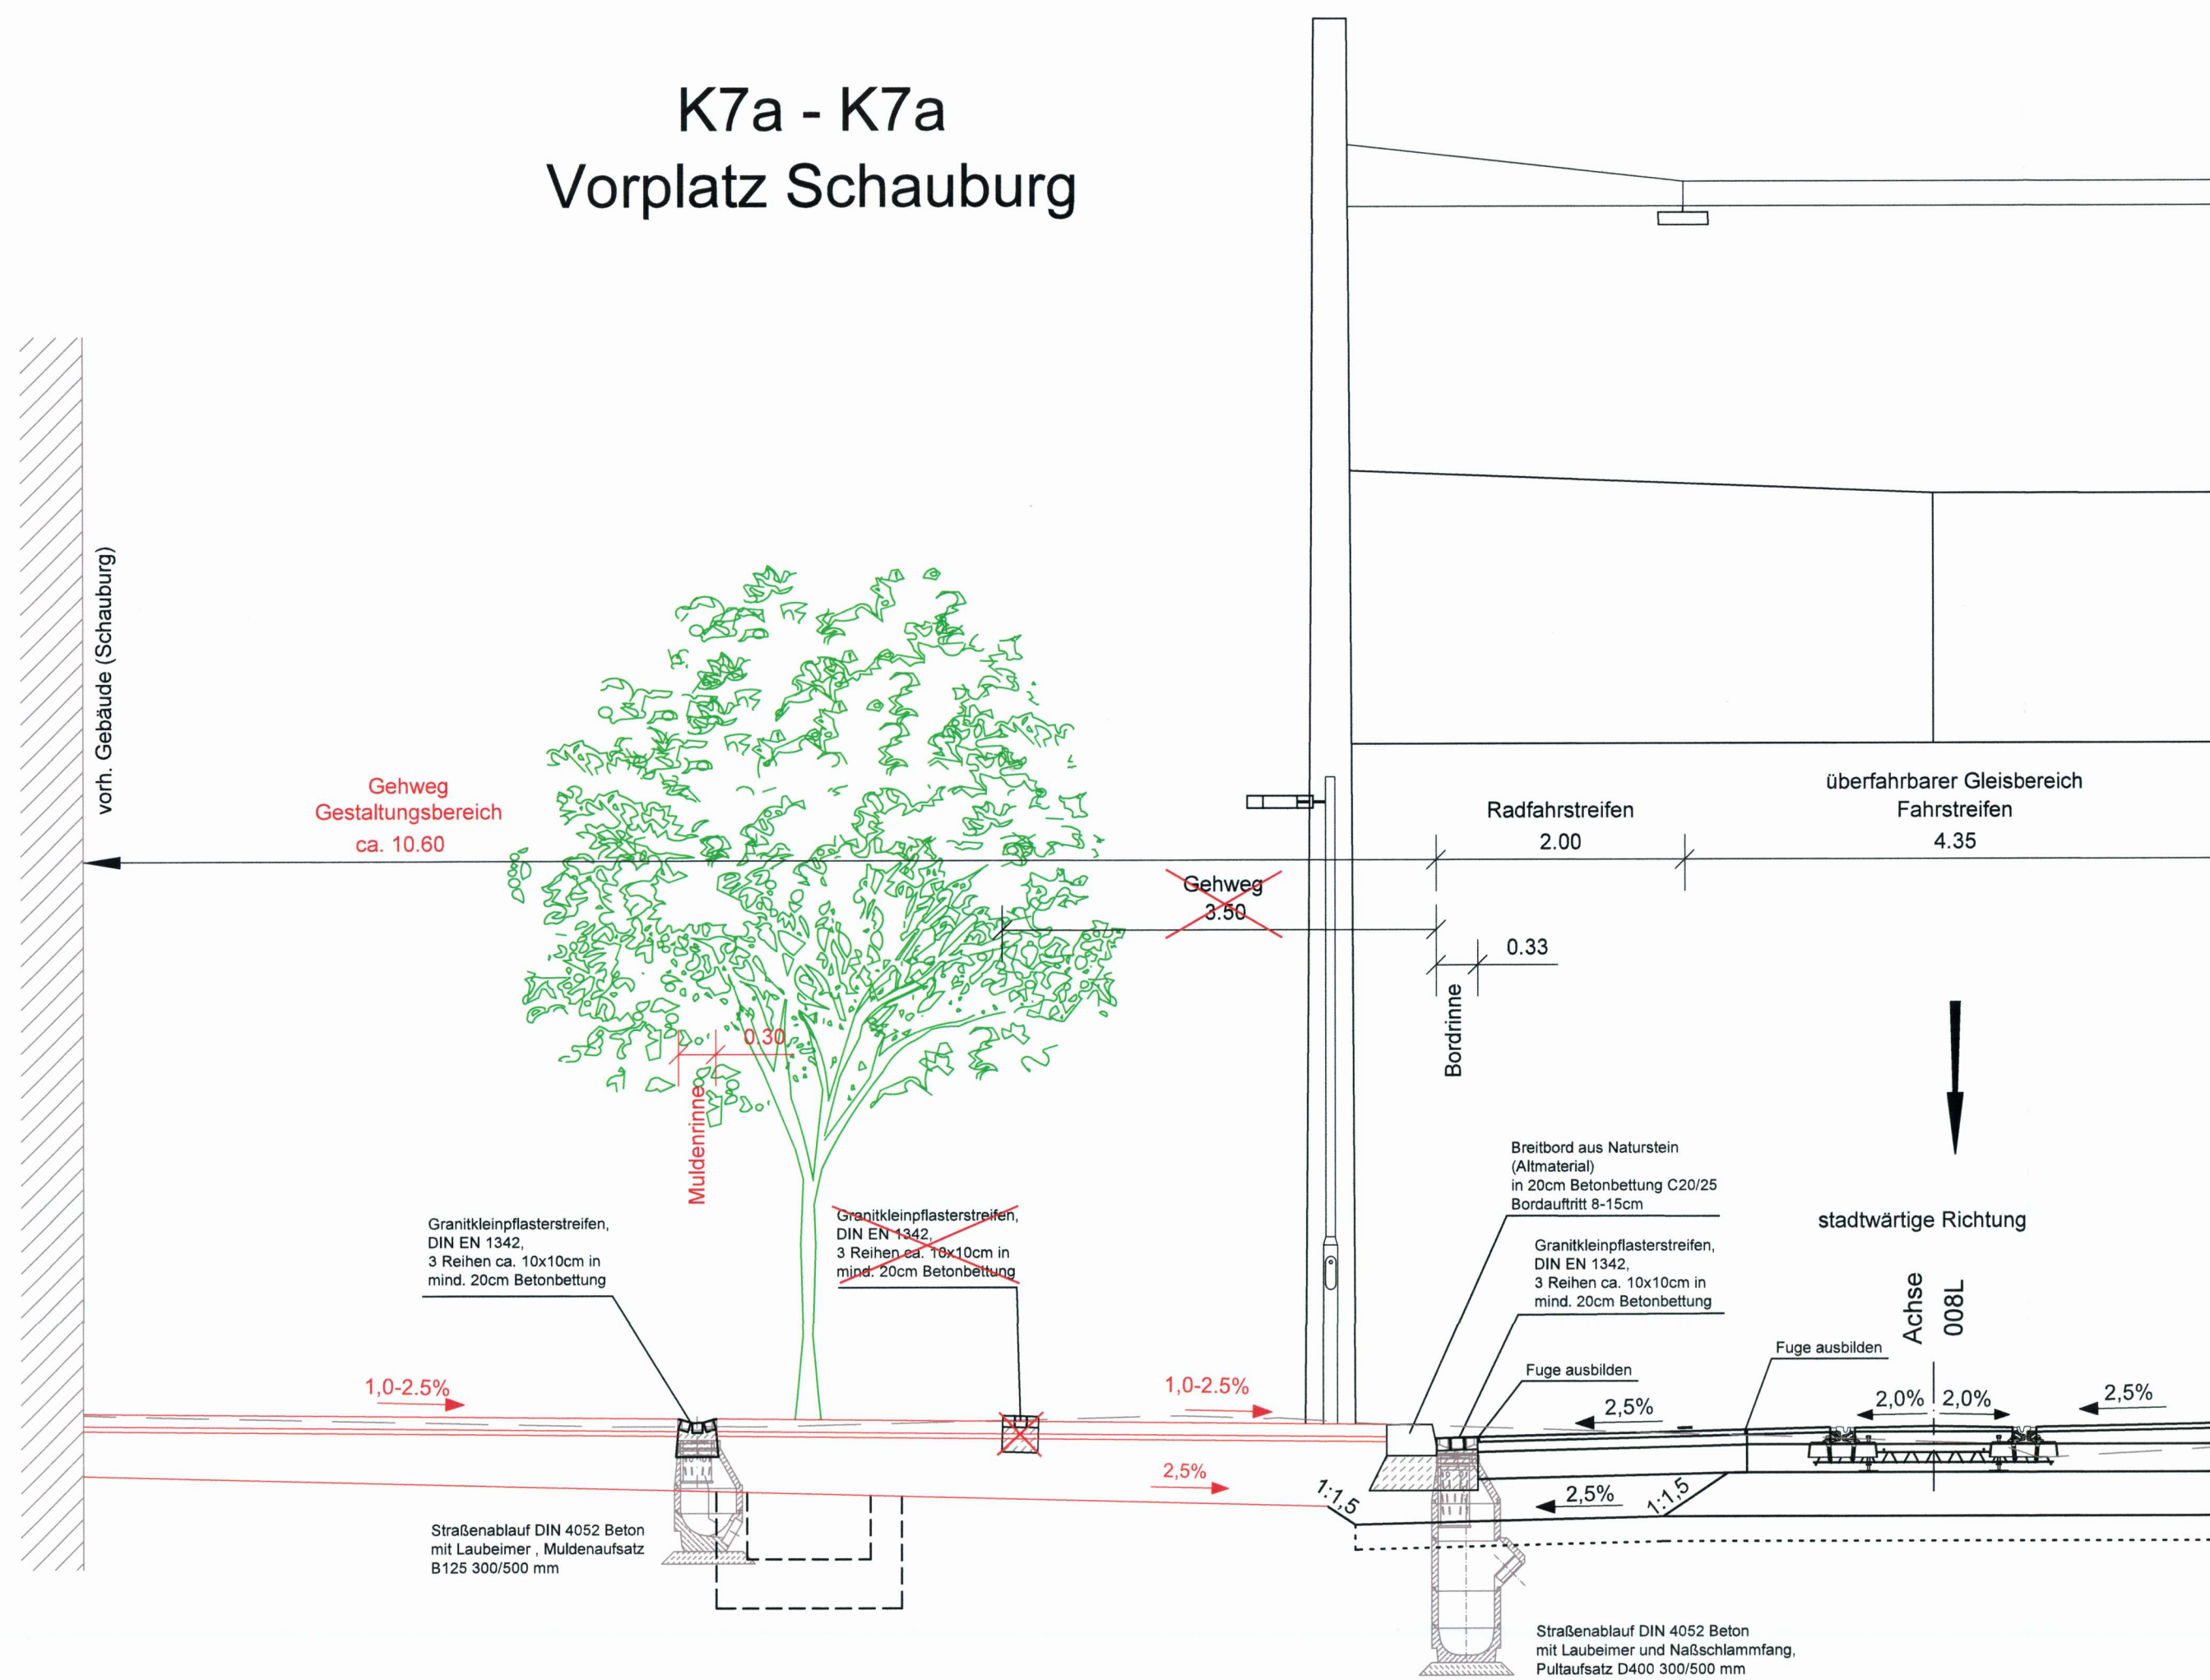 K7a - K7a
Vorplatz Schauburg
vorh. Gebäude (Schauburg)
Gehweg
Gestaltungsbereich
ca. 10.60
Radfahrstreifen
2.00
überfahrbarer Gleisbereich
Fahrstreifen
4.35
Gehweg
3.50
0.33
Bordrinne
0.30
Muldenrinne
Breitbord aus Naturstein
(Altmaterial)
in 20cm Betonbettung C20/25
Bordauftritt 8-15cm
stadtwärtige Richtung
Granitkleinpflasterstreifen,
DIN EN 1342,
3 Reihen ca. 10x10cm in
mind. 20cm Betonbettung
Granitkleinpflasterstreifen,
DIN EN 1342,
3 Reihen ca. 10x10cm in
mind. 20cm Betonbettung
Granitkleinpflasterstreifen,
DIN EN 1342,
3 Reihen ca. 10x10cm in
mind. 20cm Betonbettung
Achse
008L
Fuge ausbilden
Fuge ausbilden
1,0-2.5%
1,0-2.5%
2,5%
2,0%
2,0%
2,5%
2,5%
1:1,5
2,5%
1:1,5
Straßenablauf DIN 4052 Beton
mit Laubeimer , Muldenaufsatz
B125 300/500 mm
Straßenablauf DIN 4052 Beton
mit Laubeimer und Naßschlammfang,
Pultaufsatz D400 300/500 mm